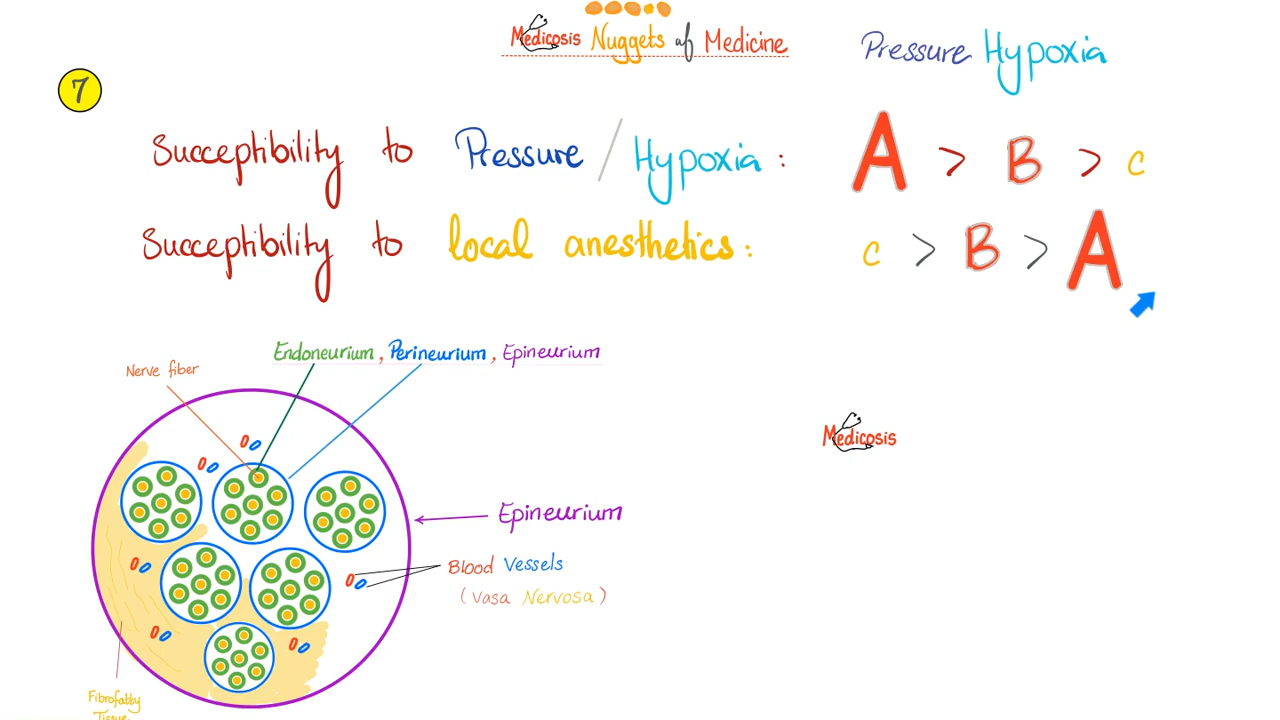 Medicosis Nuggets of Medicine
Pressure Hypoxia
7
Succeptibility to Pressure / Hypoxia : A > B > c
Succeptibility to local anesthetics : c > B > A
Endoneurium, Perineurium, Epineurium
Nerve fiber
Medicosis
Epineurium
Blood Vessels
(Vasa Nervosa)
Fibrofatty
Tissue